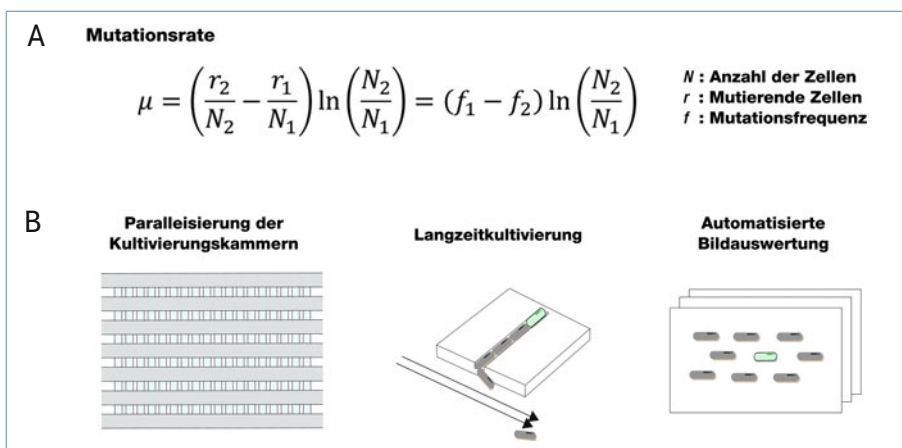 A Mutationsrate
μ = (r₂/N₂ − r₁/N₁) ln (N₂/N₁) = (f₁ − f₂) ln (N₂/N₁)
N : Anzahl der Zellen
r : Mutierende Zellen
f : Mutationsfrequenz
B
Paralleisierung der
Kultivierungskammern
Langzeitkultivierung
Automatisierte
Bildauswertung